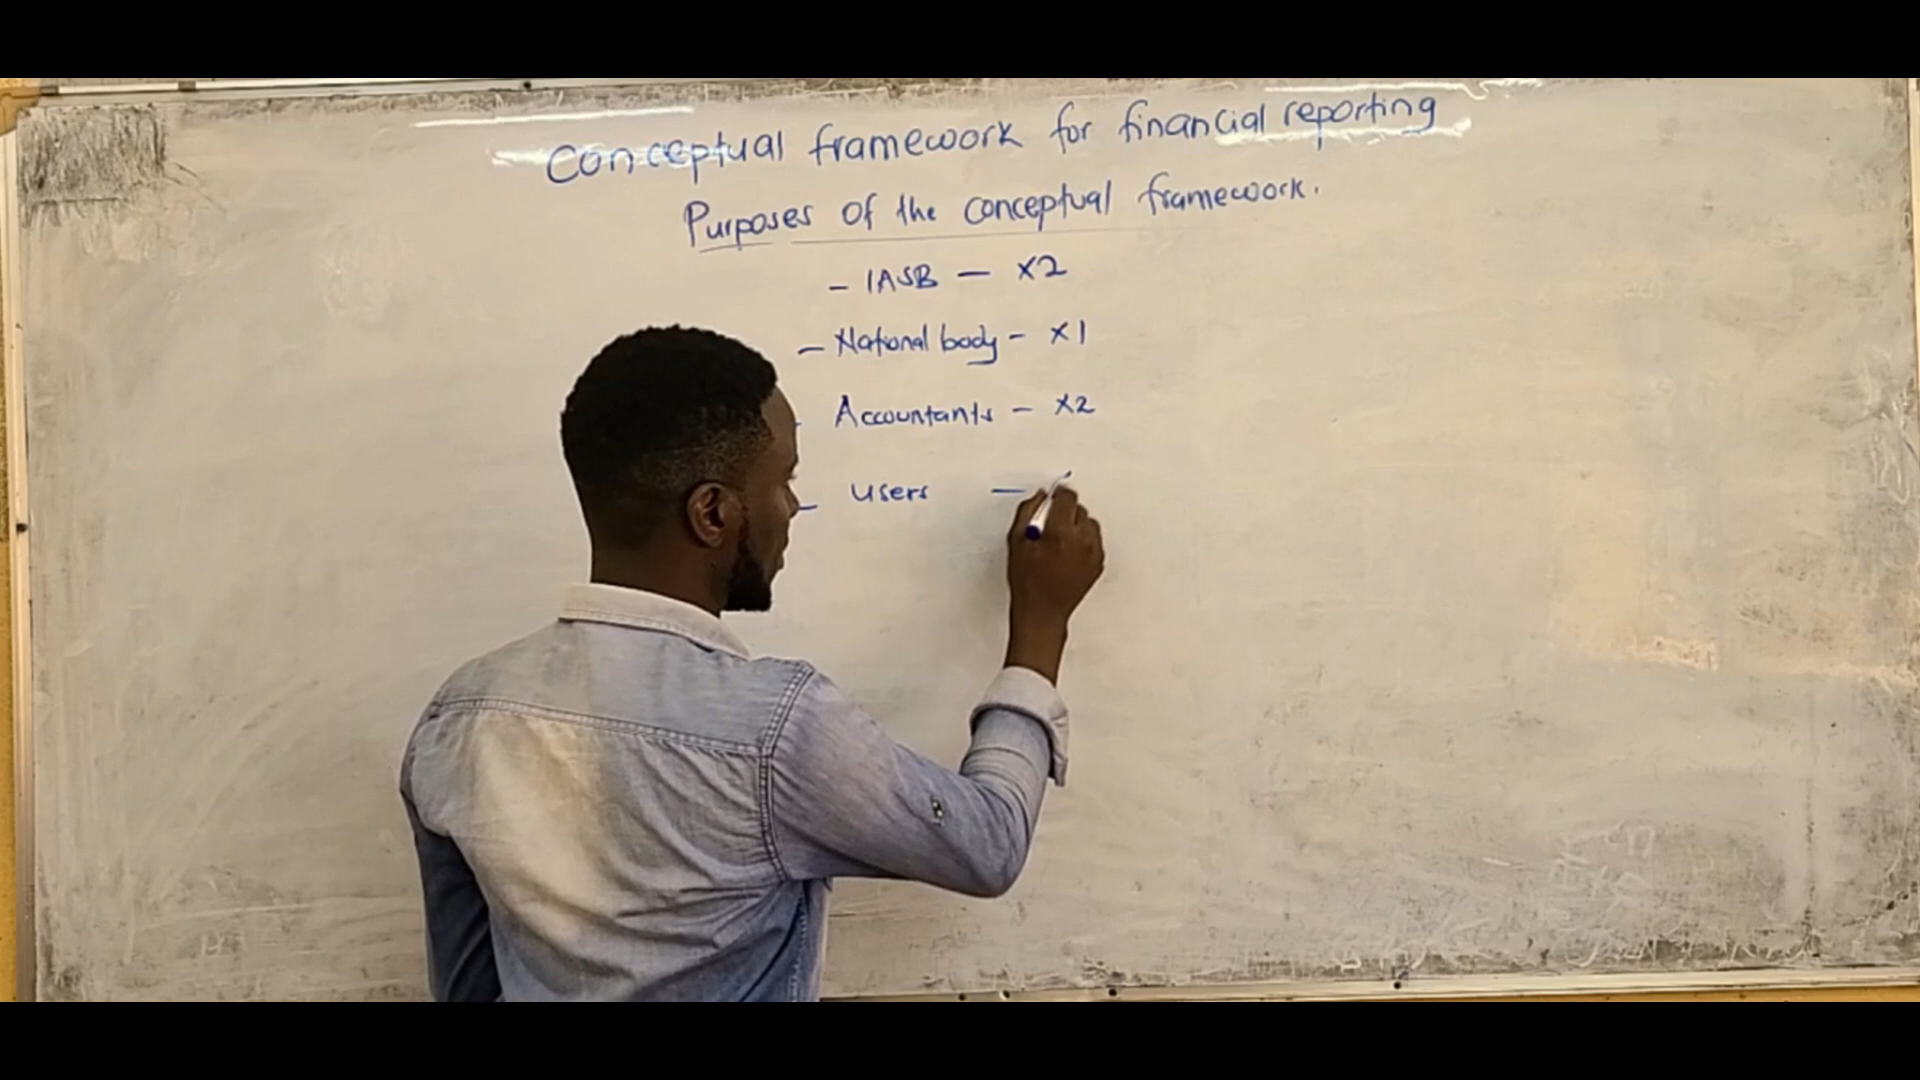 Conceptual framework for financial reporting
Purposes of the conceptual framework.
- IASB - X2
- National body - X1
- Accountants - X2
- Users -